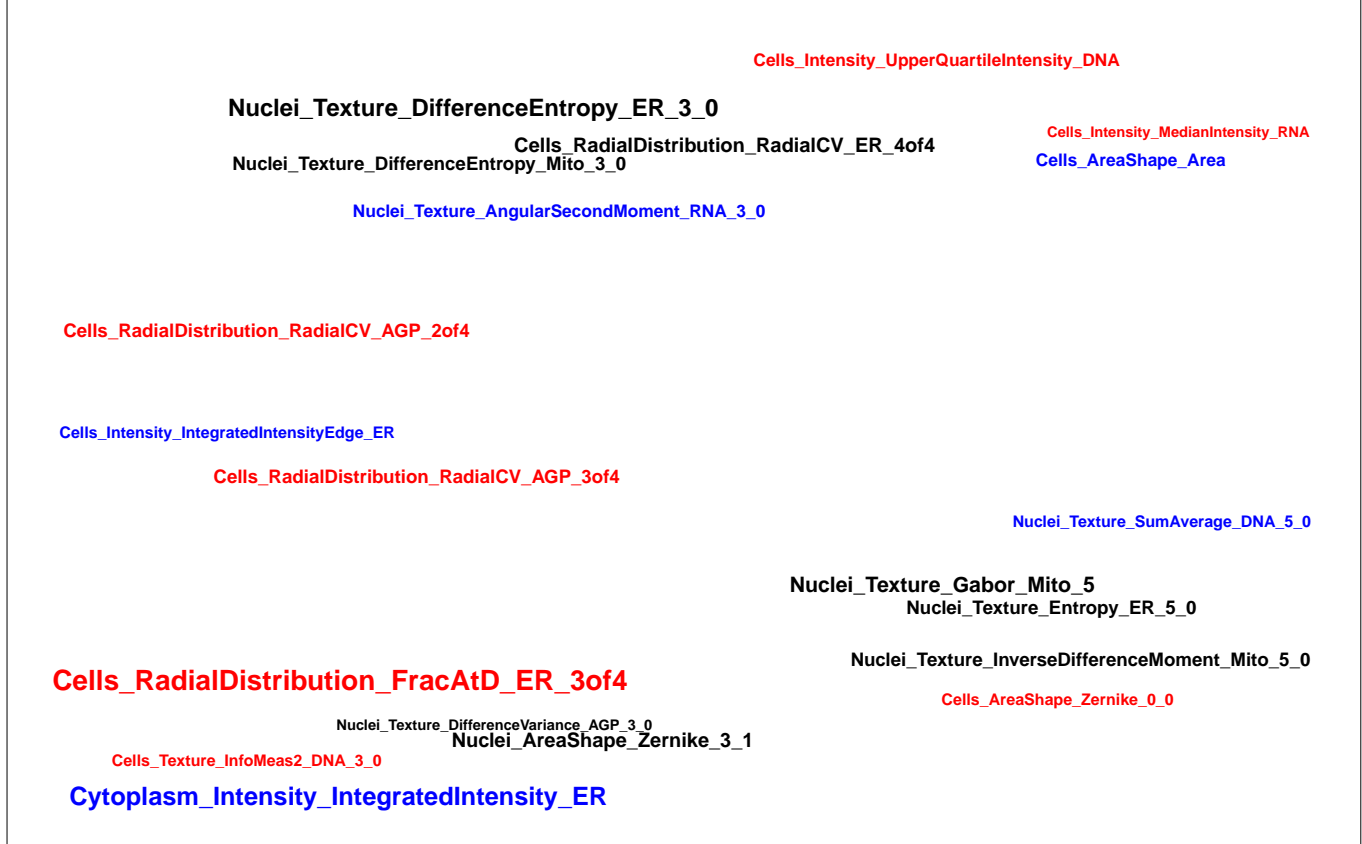 Cells_Intensity_UpperQuartileIntensity_DNA
Nuclei_Texture_DifferenceEntropy_ER_3_0
Cells_Intensity_MedianIntensity_RNA
Cells_RadialDistribution_RadialCV_ER_4of4
Nuclei_Texture_DifferenceEntropy_Mito_3_0
Cells_AreaShape_Area
Nuclei_Texture_AngularSecondMoment_RNA_3_0
Cells_RadialDistribution_RadialCV_AGP_2of4
Cells_Intensity_IntegratedIntensityEdge_ER
Cells_RadialDistribution_RadialCV_AGP_3of4
Nuclei_Texture_SumAverage_DNA_5_0
Nuclei_Texture_Gabor_Mito_5
Nuclei_Texture_Entropy_ER_5_0
Nuclei_Texture_InverseDifferenceMoment_Mito_5_0
Cells_RadialDistribution_FracAtD_ER_3of4
Cells_AreaShape_Zernike_0_0
Nuclei_Texture_DifferenceVariance_AGP_3_0
Nuclei_AreaShape_Zernike_3_1
Cells_Texture_InfoMeas2_DNA_3_0
Cytoplasm_Intensity_IntegratedIntensity_ER